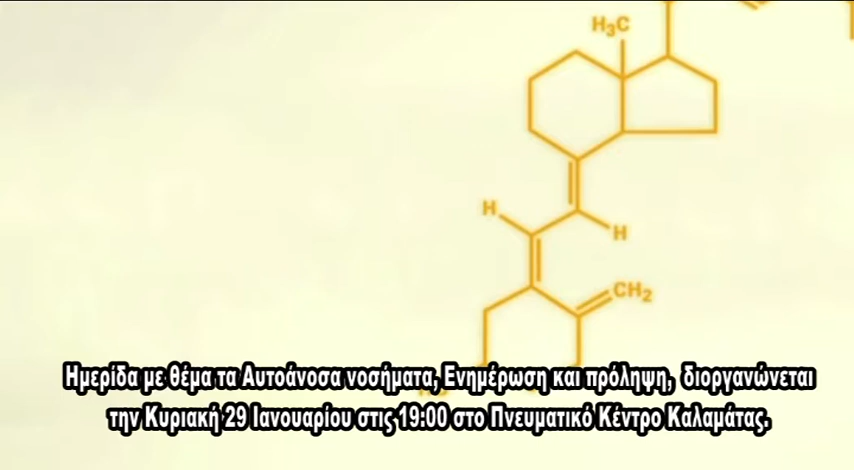 H₃C
H
H
CH₂
Ημερίδα με θέμα τα Αυτοάνοσα νοσήματα, Ενημέρωση και πρόληψη, διοργανώνεται
την Κυριακή 29 Ιανουαρίου στις 19:00 στο Πνευματικό Κέντρο Καλαμάτας.